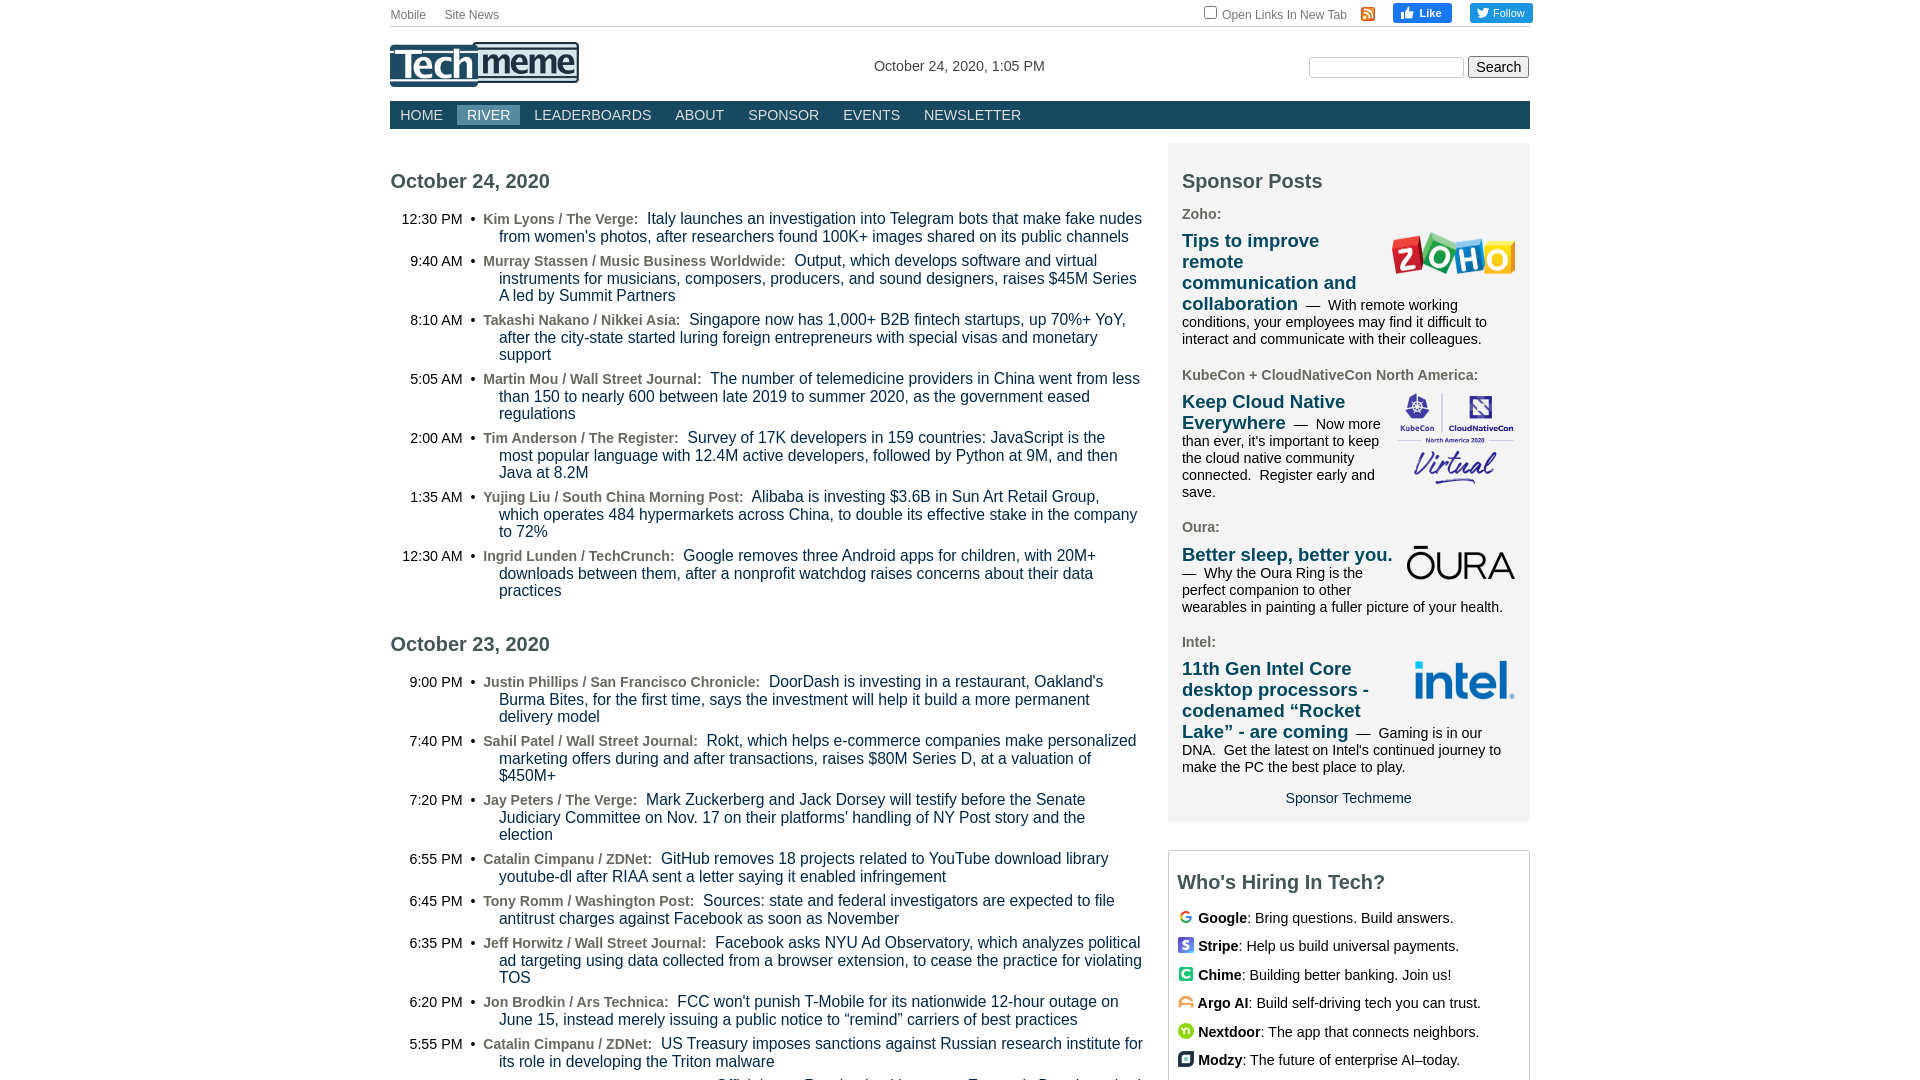 Mobile Site News Open Links In New Tab Like Follow
Techmeme
October 24, 2020, 1:05 PM
Search
HOME RIVER LEADERBOARDS ABOUT SPONSOR EVENTS NEWSLETTER
October 24, 2020
12:30 PM • Kim Lyons / The Verge: Italy launches an investigation into Telegram bots that make fake nudes
from women's photos, after researchers found 100K+ images shared on its public channels
9:40 AM • Murray Stassen / Music Business Worldwide: Output, which develops software and virtual
instruments for musicians, composers, producers, and sound designers, raises $45M Series
A led by Summit Partners
8:10 AM • Takashi Nakano / Nikkei Asia: Singapore now has 1,000+ B2B fintech startups, up 70%+ YoY,
after the city-state started luring foreign entrepreneurs with special visas and monetary
support
5:05 AM • Martin Mou / Wall Street Journal: The number of telemedicine providers in China went from less
than 150 to nearly 600 between late 2019 to summer 2020, as the government eased
regulations
2:00 AM • Tim Anderson / The Register: Survey of 17K developers in 159 countries: JavaScript is the
most popular language with 12.4M active developers, followed by Python at 9M, and then
Java at 8.2M
1:35 AM • Yujing Liu / South China Morning Post: Alibaba is investing $3.6B in Sun Art Retail Group,
which operates 484 hypermarkets across China, to double its effective stake in the company
to 72%
12:30 AM • Ingrid Lunden / TechCrunch: Google removes three Android apps for children, with 20M+
downloads between them, after a nonprofit watchdog raises concerns about their data
practices
October 23, 2020
9:00 PM • Justin Phillips / San Francisco Chronicle: DoorDash is investing in a restaurant, Oakland's
Burma Bites, for the first time, says the investment will help it build a more permanent
delivery model
7:40 PM • Sahil Patel / Wall Street Journal: Rokt, which helps e-commerce companies make personalized
marketing offers during and after transactions, raises $80M Series D, at a valuation of
$450M+
7:20 PM • Jay Peters / The Verge: Mark Zuckerberg and Jack Dorsey will testify before the Senate
Judiciary Committee on Nov. 17 on their platforms' handling of NY Post story and the
election
6:55 PM • Catalin Cimpanu / ZDNet: GitHub removes 18 projects related to YouTube download library
youtube-dl after RIAA sent a letter saying it enabled infringement
6:45 PM • Tony Romm / Washington Post: Sources: state and federal investigators are expected to file
antitrust charges against Facebook as soon as November
6:35 PM • Jeff Horwitz / Wall Street Journal: Facebook asks NYU Ad Observatory, which analyzes political
ad targeting using data collected from a browser extension, to cease the practice for violating
TOS
6:20 PM • Jon Brodkin / Ars Technica: FCC won't punish T-Mobile for its nationwide 12-hour outage on
June 15, instead merely issuing a public notice to “remind” carriers of best practices
5:55 PM • Catalin Cimpanu / ZDNet: US Treasury imposes sanctions against Russian research institute for
its role in developing the Triton malware
Sponsor Posts
Zoho:
ZOHO
Tips to improve
remote
communication and
collaboration — With remote working
conditions, your employees may find it difficult to
interact and communicate with their colleagues.
KubeCon + CloudNativeCon North America:
KubeCon CloudNativeCon
North America 2020
Virtual
Keep Cloud Native
Everywhere — Now more
than ever, it's important to keep
the cloud native community
connected. Register early and
save.
Oura:
ŌURA
Better sleep, better you.
— Why the Oura Ring is the
perfect companion to other
wearables in painting a fuller picture of your health.
Intel:
intel.
11th Gen Intel Core
desktop processors -
codenamed “Rocket
Lake” - are coming — Gaming is in our
DNA. Get the latest on Intel's continued journey to
make the PC the best place to play.
Sponsor Techmeme
Who's Hiring In Tech?
Google: Bring questions. Build answers.
Stripe: Help us build universal payments.
Chime: Building better banking. Join us!
Argo AI: Build self-driving tech you can trust.
Nextdoor: The app that connects neighbors.
Modzy: The future of enterprise AI–today.